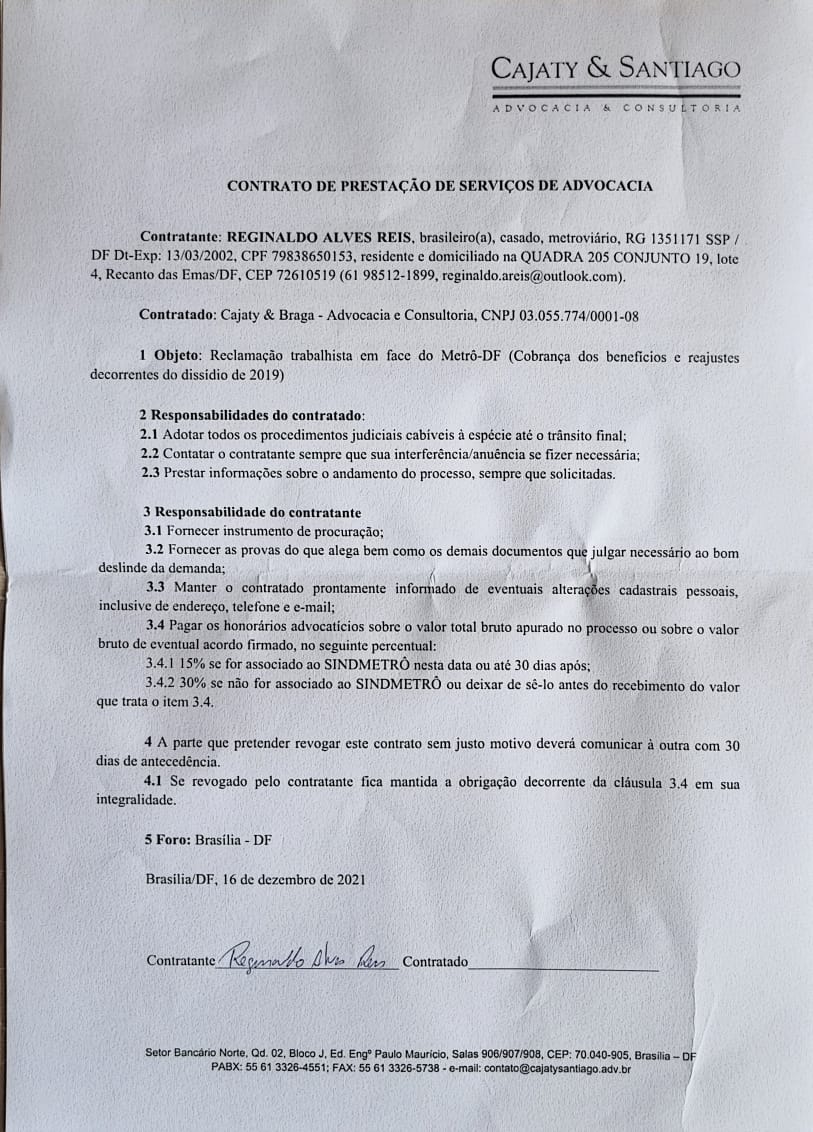 CAJATY & SANTIAGO
ADVOCACIA & CONSULTORIA
CONTRATO DE PRESTAÇÃO DE SERVIÇOS DE ADVOCACIA
Contratante: REGINALDO ALVES REIS, brasileiro(a), casado, metroviário, RG 1351171 SSP /
DF Dt-Exp: 13/03/2002, CPF 79838650153, residente e domiciliado na QUADRA 205 CONJUNTO 19, lote
4, Recanto das Emas/DF, CEP 72610519 (61 98512-1899, reginaldo.areis@outlook.com).
Contratado: Cajaty & Braga - Advocacia e Consultoria, CNPJ 03.055.774/0001-08
1 Objeto: Reclamação trabalhista em face do Metrô-DF (Cobrança dos benefícios e reajustes
decorrentes do dissídio de 2019)
2 Responsabilidades do contratado:
2.1 Adotar todos os procedimentos judiciais cabíveis à espécie até o trânsito final;
2.2 Contatar o contratante sempre que sua interferência/anuência se fizer necessária;
2.3 Prestar informações sobre o andamento do processo, sempre que solicitadas.
3 Responsabilidade do contratante
3.1 Fornecer instrumento de procuração;
3.2 Fornecer as provas do que alega bem como os demais documentos que julgar necessário ao bom
deslinde da demanda;
3.3 Manter o contratado prontamente informado de eventuais alterações cadastrais pessoais,
inclusive de endereço, telefone e e-mail;
3.4 Pagar os honorários advocatícios sobre o valor total bruto apurado no processo ou sobre o valor
bruto de eventual acordo firmado, no seguinte percentual:
3.4.1 15% se for associado ao SINDMETRÔ nesta data ou até 30 dias após;
3.4.2 30% se não for associado ao SINDMETRÔ ou deixar de sê-lo antes do recebimento do valor
que trata o item 3.4.
4 A parte que pretender revogar este contrato sem justo motivo deverá comunicar à outra com 30
dias de antecedência.
4.1 Se revogado pelo contratante fica mantida a obrigação decorrente da cláusula 3.4 em sua
integralidade.
5 Foro: Brasília - DF
Brasília/DF, 16 de dezembro de 2021
Contratante Reginaldo Alves Reis Contratado
Setor Bancário Norte, Qd. 02, Bloco J, Ed. Engº Paulo Maurício, Salas 906/907/908, CEP: 70.040-905, Brasília – DF
PABX: 55 61 3326-4551; FAX: 55 61 3326-5738 - e-mail: contato@cajatysantiago.adv.br